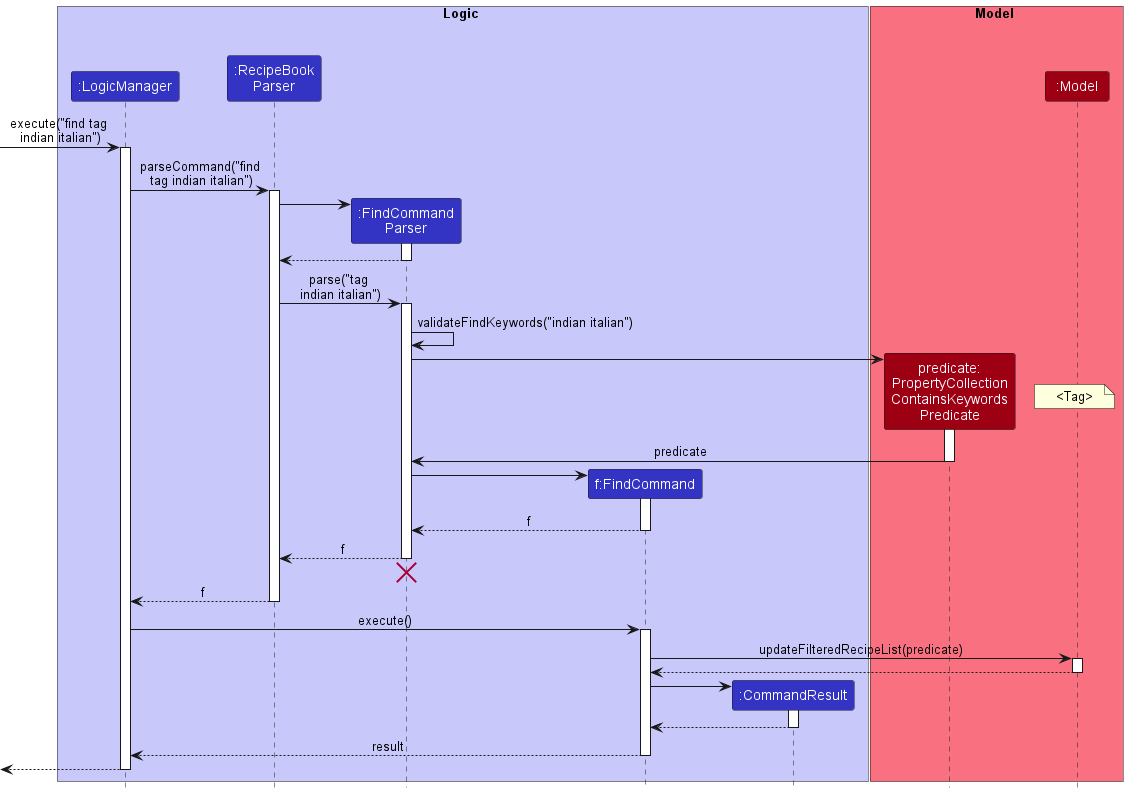 Logic
Model
:LogicManager
:RecipeBook
Parser
:Model
execute("find tag
indian italian")
parseCommand("find
tag indian italian")
:FindCommand
Parser
parse("tag
indian italian")
validateFindKeywords("indian italian")
predicate:
PropertyCollection
ContainsKeywords
Predicate
<Tag>
predicate
f:FindCommand
f
f
f
execute()
updateFilteredRecipeList(predicate)
:CommandResult
result